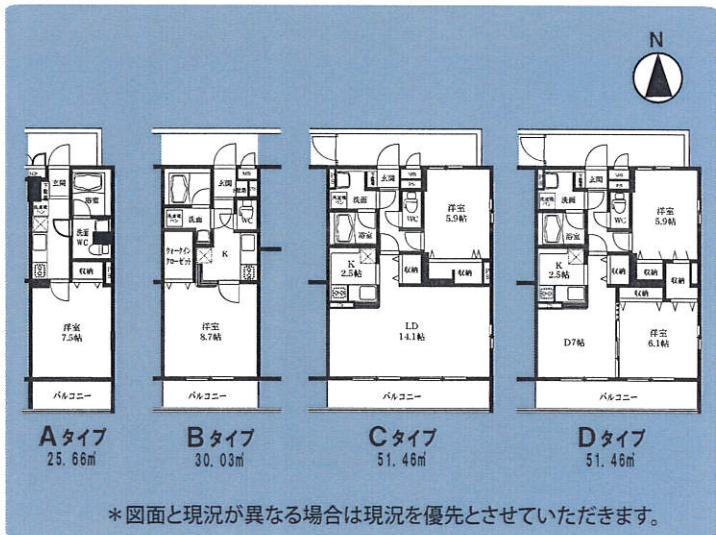 N
玄関
浴室
洗面
WC
収納
洋室
7.5帖
バルコニー
Aタイプ
25.66㎡
玄関
洗面
WC
ウォークイン
クローゼット
K
洋室
8.7帖
バルコニー
Bタイプ
30.03㎡
玄関
洗面
WC
浴室
洋室
5.9帖
K
2.5帖
収納
収納
LD
14.1帖
バルコニー
Cタイプ
51.46㎡
玄関
洗面
WC
浴室
洋室
5.9帖
K
2.5帖
収納
収納
収納
収納
D7帖
洋室
6.1帖
バルコニー
Dタイプ
51.46㎡
＊図面と現況が異なる場合は現況を優先とさせていただきます。